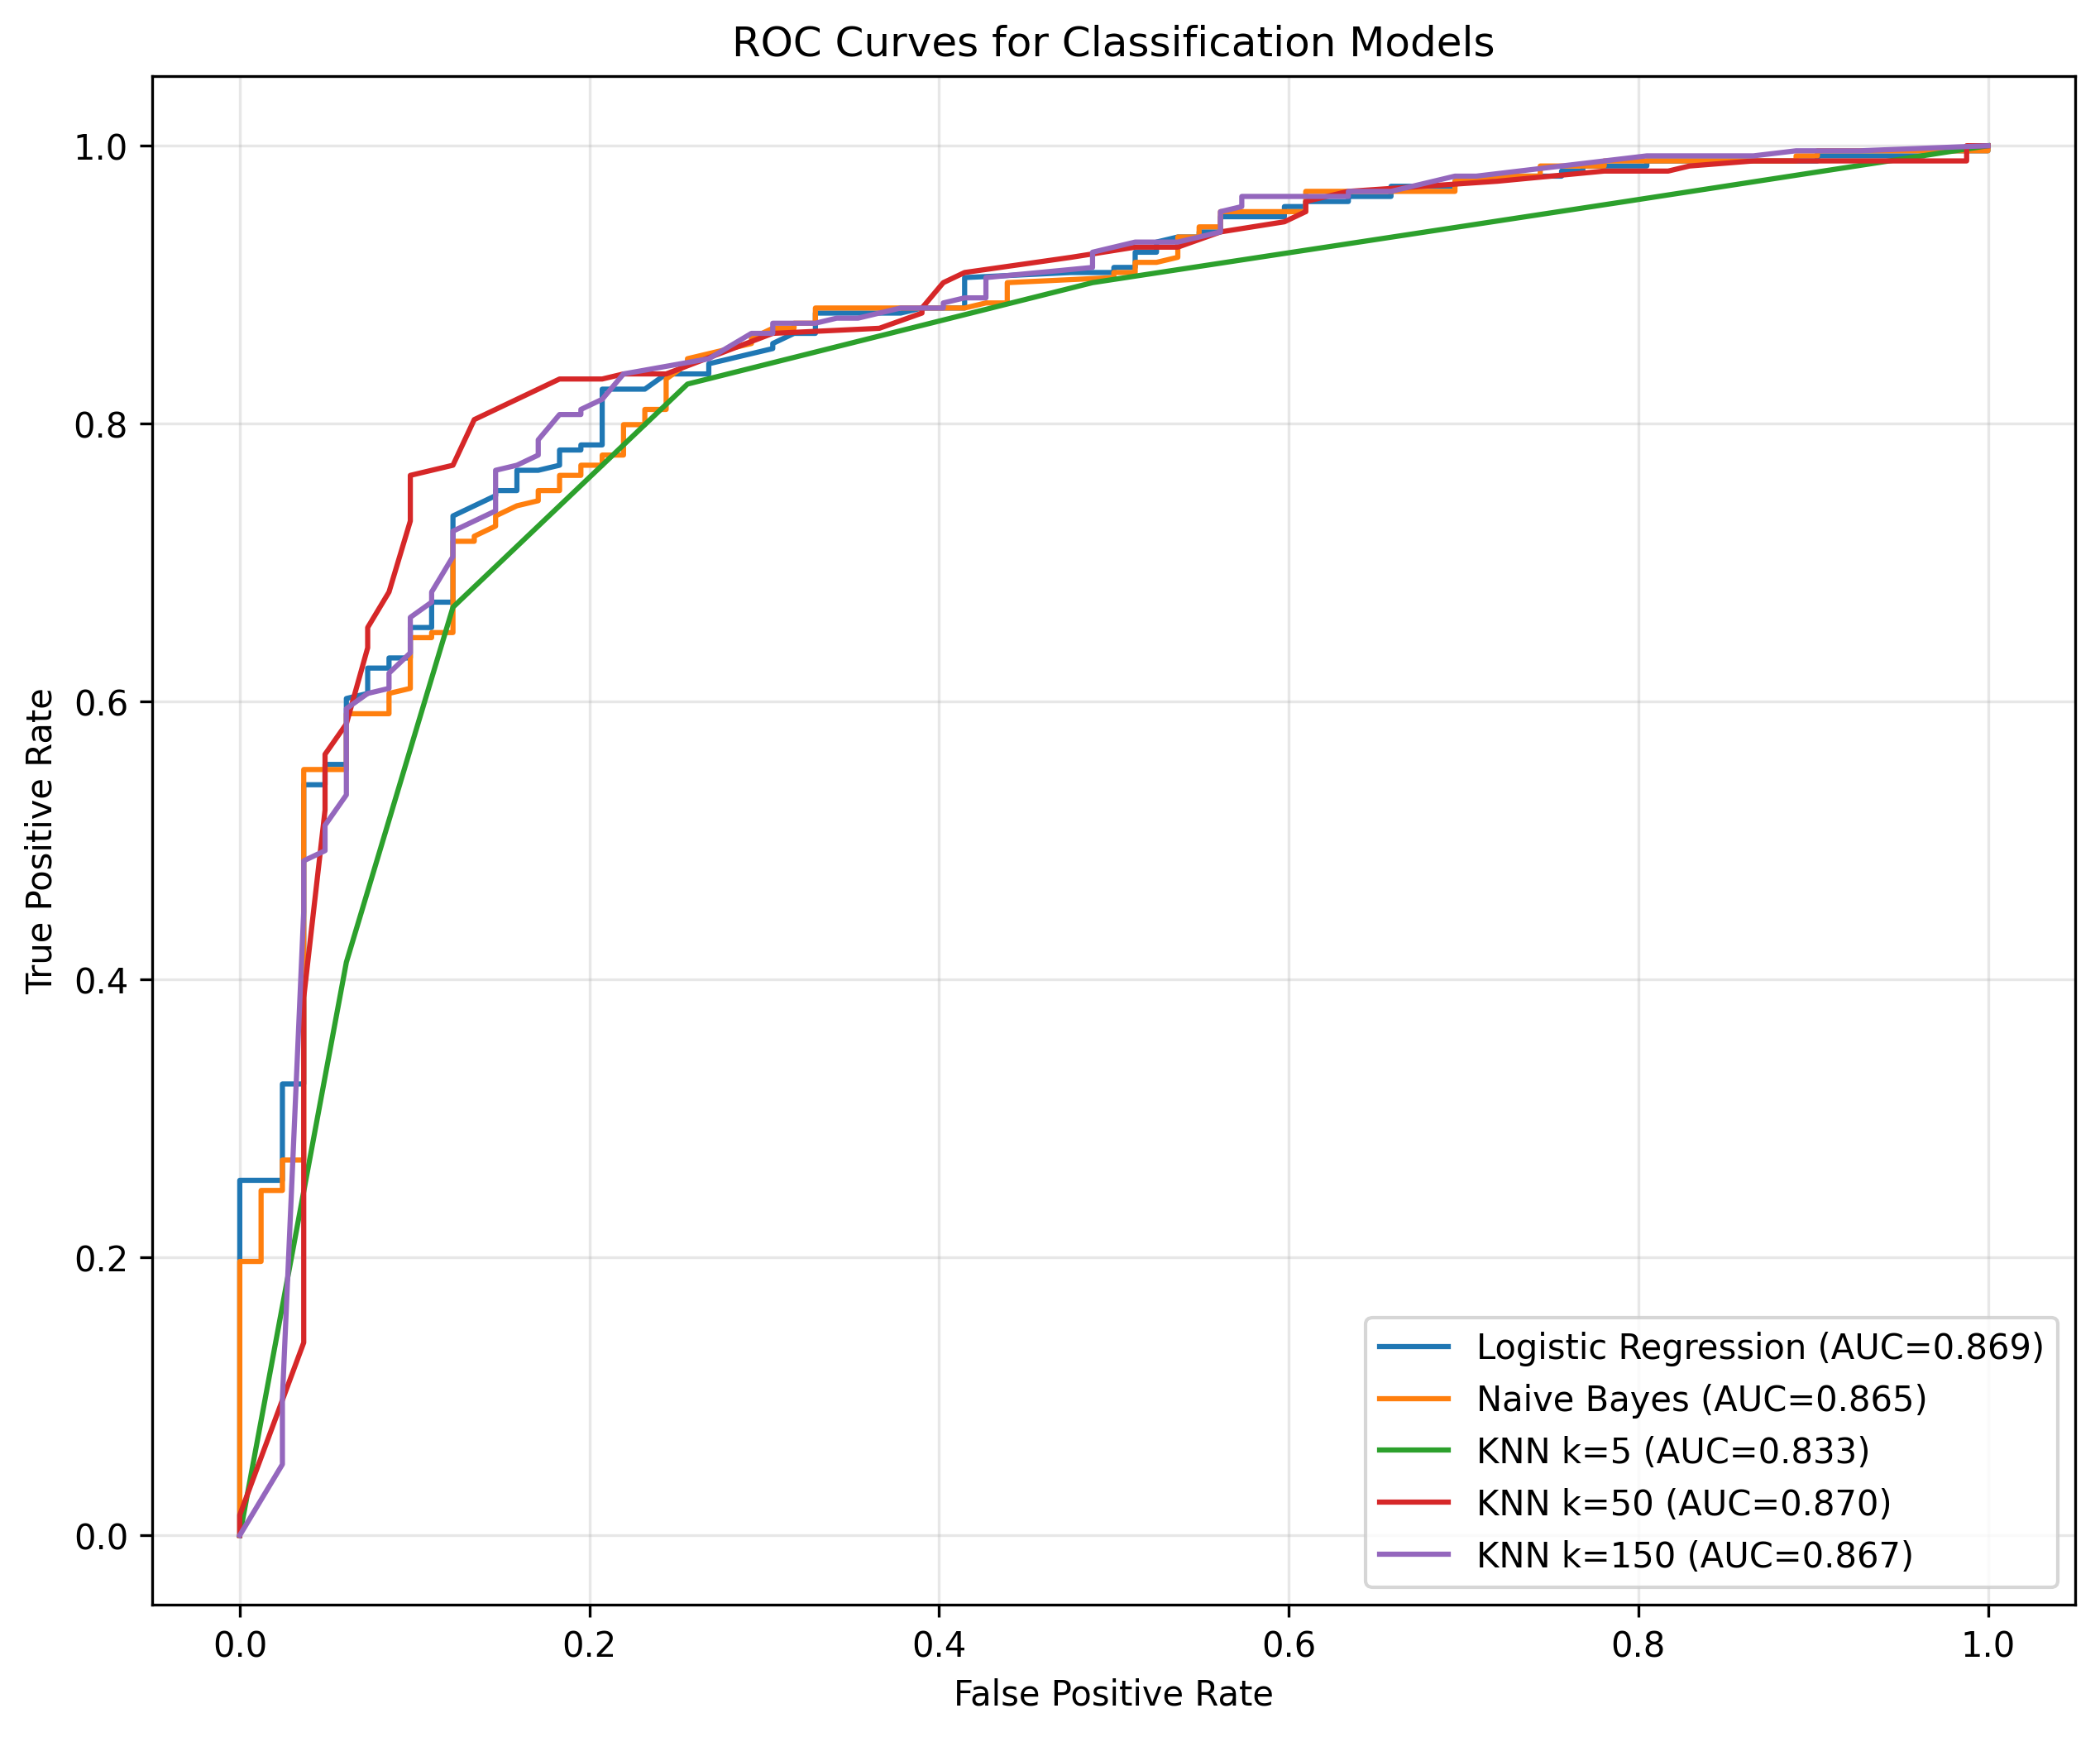 ROC Curves for Classification Models
1.0
0.8
0.6
0.4
0.2
0.0
True Positive Rate
0.0 0.2 0.4 0.6 0.8 1.0
False Positive Rate
Logistic Regression (AUC=0.869)
Naive Bayes (AUC=0.865)
KNN k=5 (AUC=0.833)
KNN k=50 (AUC=0.870)
KNN k=150 (AUC=0.867)